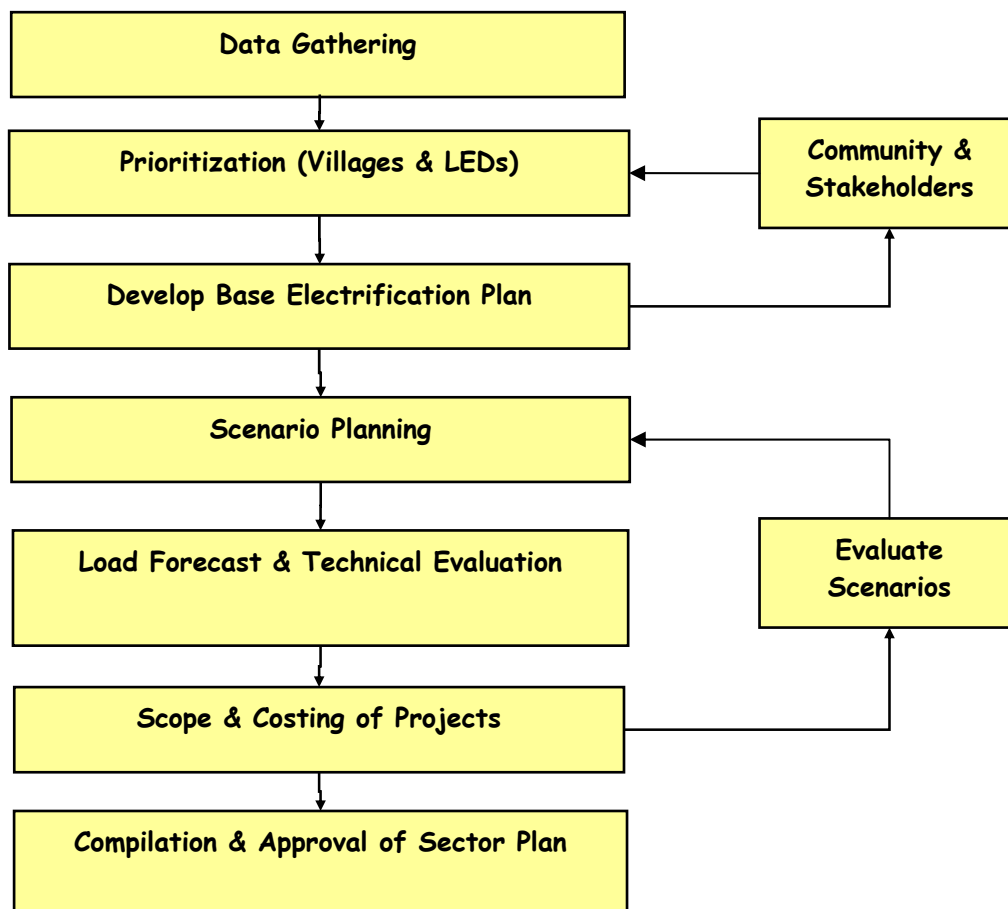 Data Gathering
Prioritization (Villages & LEDs)
Community &
Stakeholders
Develop Base Electrification Plan
Scenario Planning
Load Forecast & Technical Evaluation
Evaluate
Scenarios
Scope & Costing of Projects
Compilation & Approval of Sector Plan